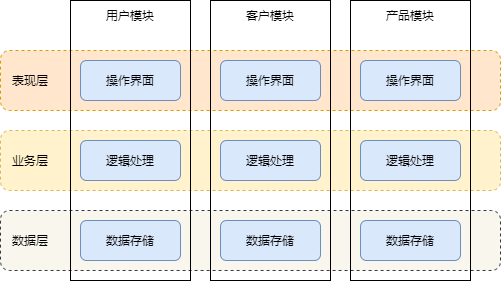 用户模块 客户模块 产品模块
表现层 操作界面 操作界面 操作界面
业务层 逻辑处理 逻辑处理 逻辑处理
数据层 数据存储 数据存储 数据存储